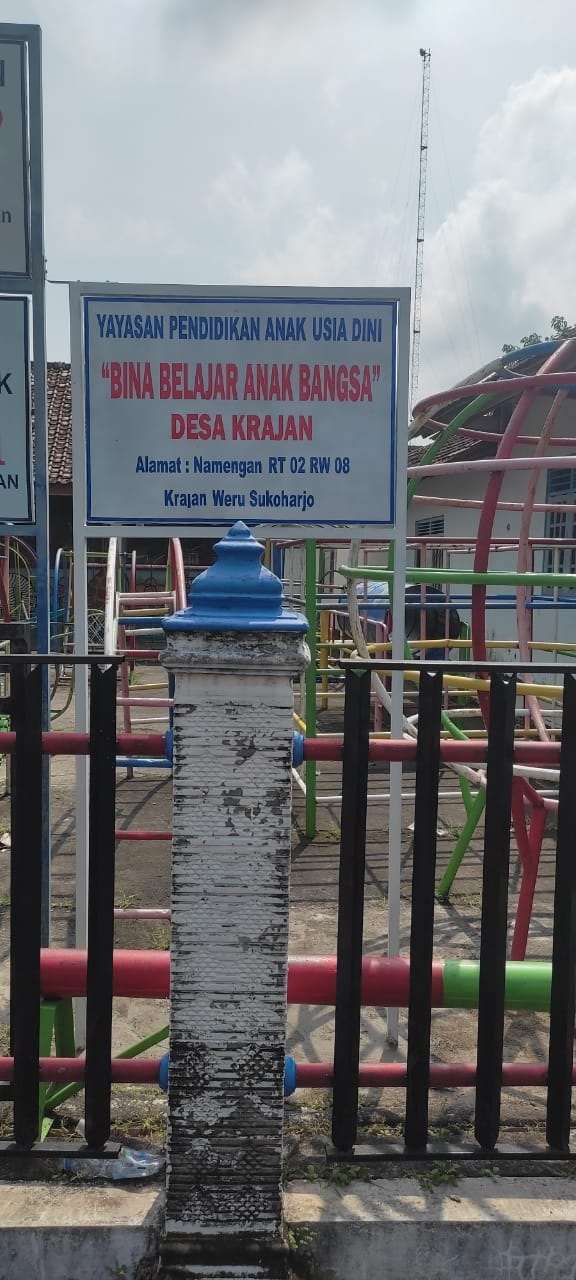 YAYASAN PENDIDIKAN ANAK USIA DINI
"BINA BELAJAR ANAK BANGSA"
DESA KRAJAN
Alamat : Namengan RT 02 RW 08
Krajan Weru Sukoharjo